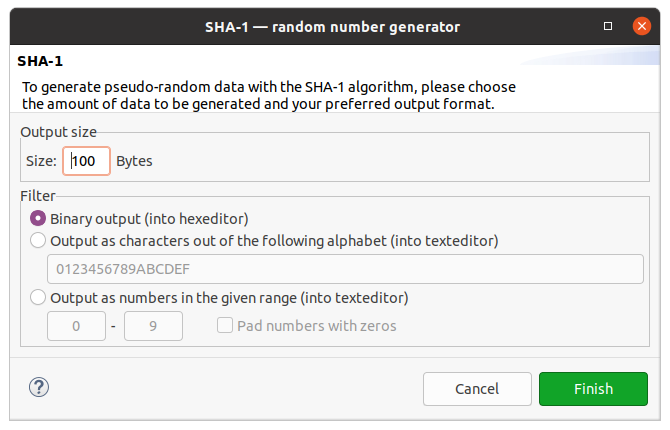 SHA-1 — random number generator
SHA-1
To generate pseudo-random data with the SHA-1 algorithm, please choose
the amount of data to be generated and your preferred output format.
Output size
Size: 100 Bytes
Filter
Binary output (into hexeditor)
Output as characters out of the following alphabet (into texteditor)
0123456789ABCDEF
Output as numbers in the given range (into texteditor)
0 - 9 Pad numbers with zeros
? Cancel Finish